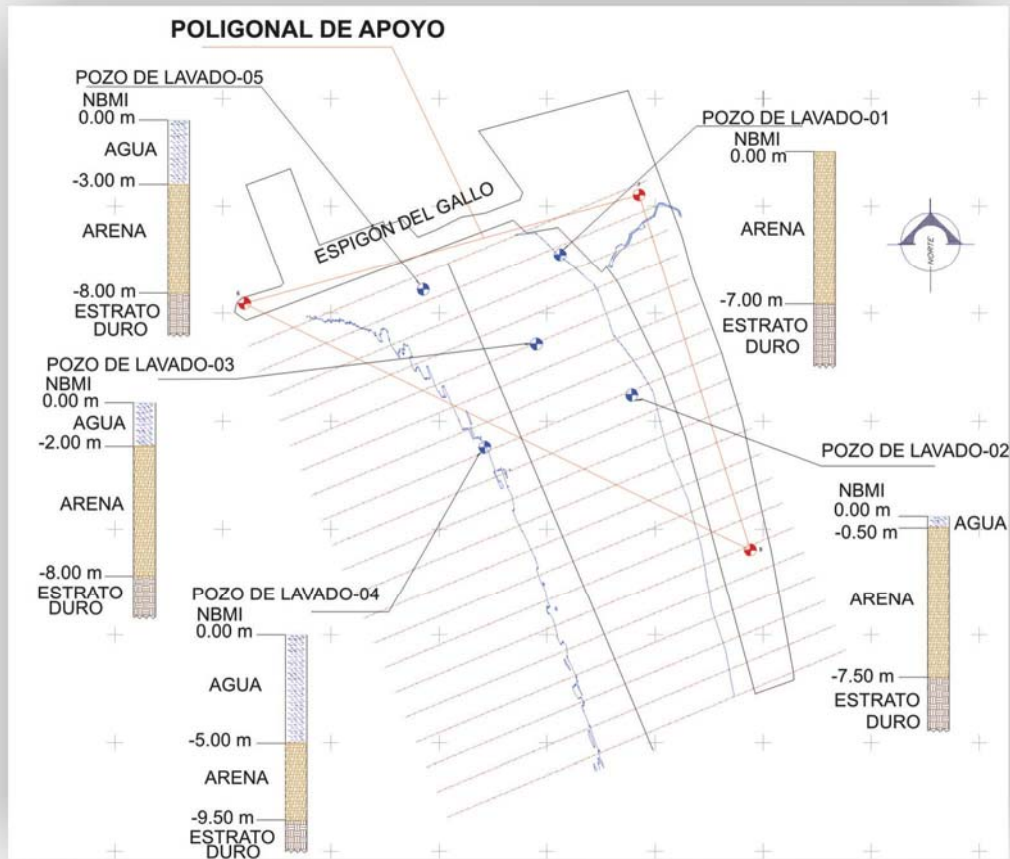 POLIGONAL DE APOYO
POZO DE LAVADO-05
NBMI
0.00 m
AGUA
-3.00 m
ARENA
-8.00 m
ESTRATO
DURO
POZO DE LAVADO-01
NBMI
0.00 m
ARENA
-7.00 m
ESTRATO
DURO
ESPIGÓN DEL GALLO
NORTE
POZO DE LAVADO-03
NBMI
0.00 m
AGUA
-2.00 m
ARENA
-8.00 m
ESTRATO
DURO
POZO DE LAVADO-02
NBMI
0.00 m
-0.50 m
AGUA
ARENA
-7.50 m
ESTRATO
DURO
POZO DE LAVADO-04
NBMI
0.00 m
AGUA
-5.00 m
ARENA
-9.50 m
ESTRATO
DURO